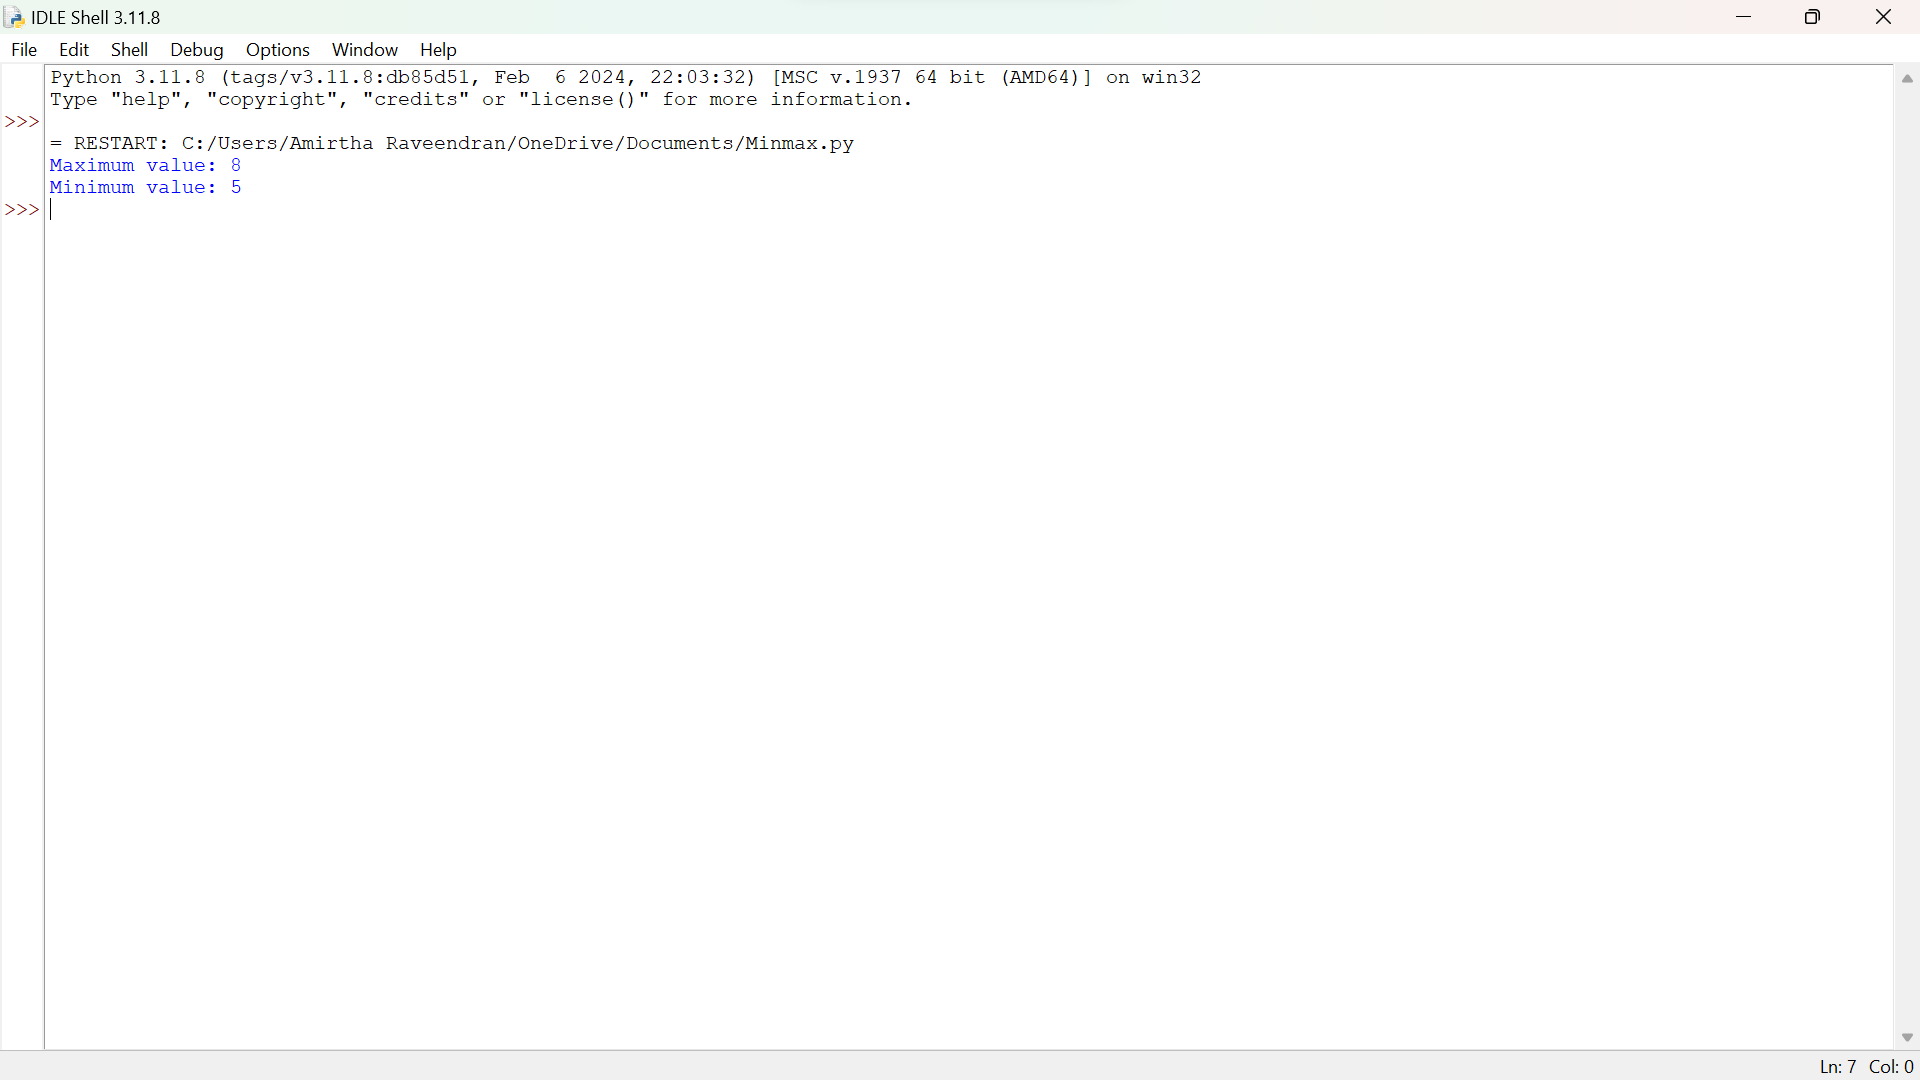 IDLE Shell 3.11.8
File Edit Shell Debug Options Window Help
Python 3.11.8 (tags/v3.11.8:db85d51, Feb  6 2024, 22:03:32) [MSC v.1937 64 bit (AMD64)] on win32
Type "help", "copyright", "credits" or "license()" for more information.
>>>
= RESTART: C:/Users/Amirtha Raveendran/OneDrive/Documents/Minmax.py
Maximum value: 8
Minimum value: 5
>>>
Ln: 7 Col: 0